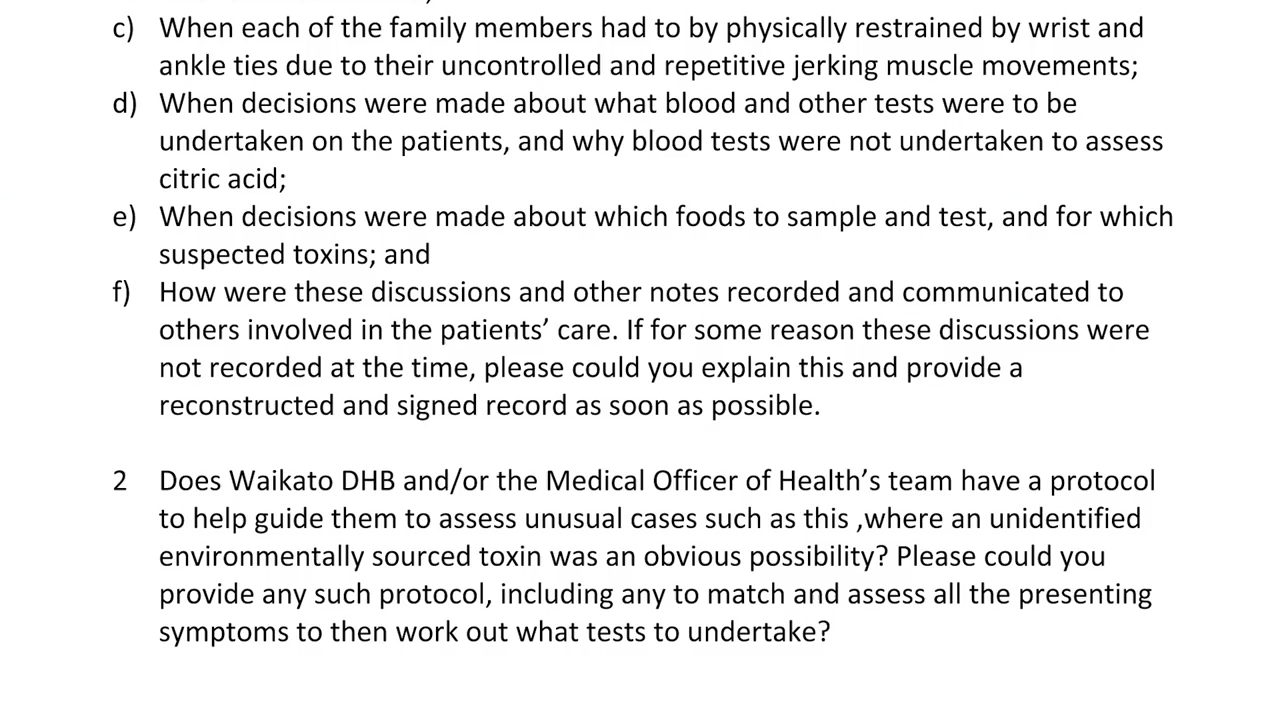 c) When each of the family members had to by physically restrained by wrist and
ankle ties due to their uncontrolled and repetitive jerking muscle movements;
d) When decisions were made about what blood and other tests were to be
undertaken on the patients, and why blood tests were not undertaken to assess
citric acid;
e) When decisions were made about which foods to sample and test, and for which
suspected toxins; and
f) How were these discussions and other notes recorded and communicated to
others involved in the patients’ care. If for some reason these discussions were
not recorded at the time, please could you explain this and provide a
reconstructed and signed record as soon as possible.
2 Does Waikato DHB and/or the Medical Officer of Health’s team have a protocol
to help guide them to assess unusual cases such as this ,where an unidentified
environmentally sourced toxin was an obvious possibility? Please could you
provide any such protocol, including any to match and assess all the presenting
symptoms to then work out what tests to undertake?